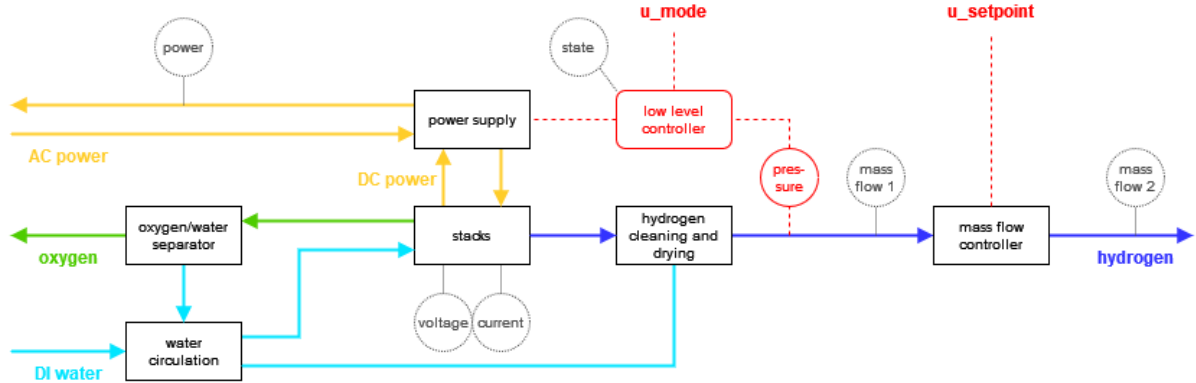 u_mode
u_setpoint
power
state
power supply
low level
controller
AC power
DC power
pres-
sure
mass
flow 1
mass
flow 2
oxygen/water
separator
stacks
hydrogen
cleaning and
drying
mass flow
controller
oxygen
hydrogen
voltage
current
water
circulation
DI water